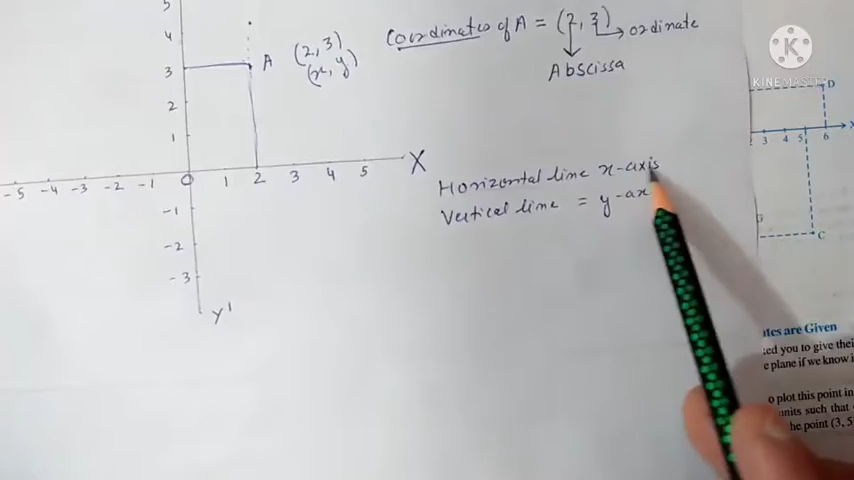 5
4
3
2
1
A (2, 3)
(x, y)
Coordinates of A = (2, 3) → ordinate
Abscissa
-5 -4 -3 -2 -1 0 1 2 3 4 5 X
-1
-2
-3
Y'
Horizontal line x-axis
Vertical line = y-ax
KINEMASTER
D
3 4 5 6 X
C
tes are Given
ed you to give their
e plane if we know
o plot this point in
units such that
he point (3, 5